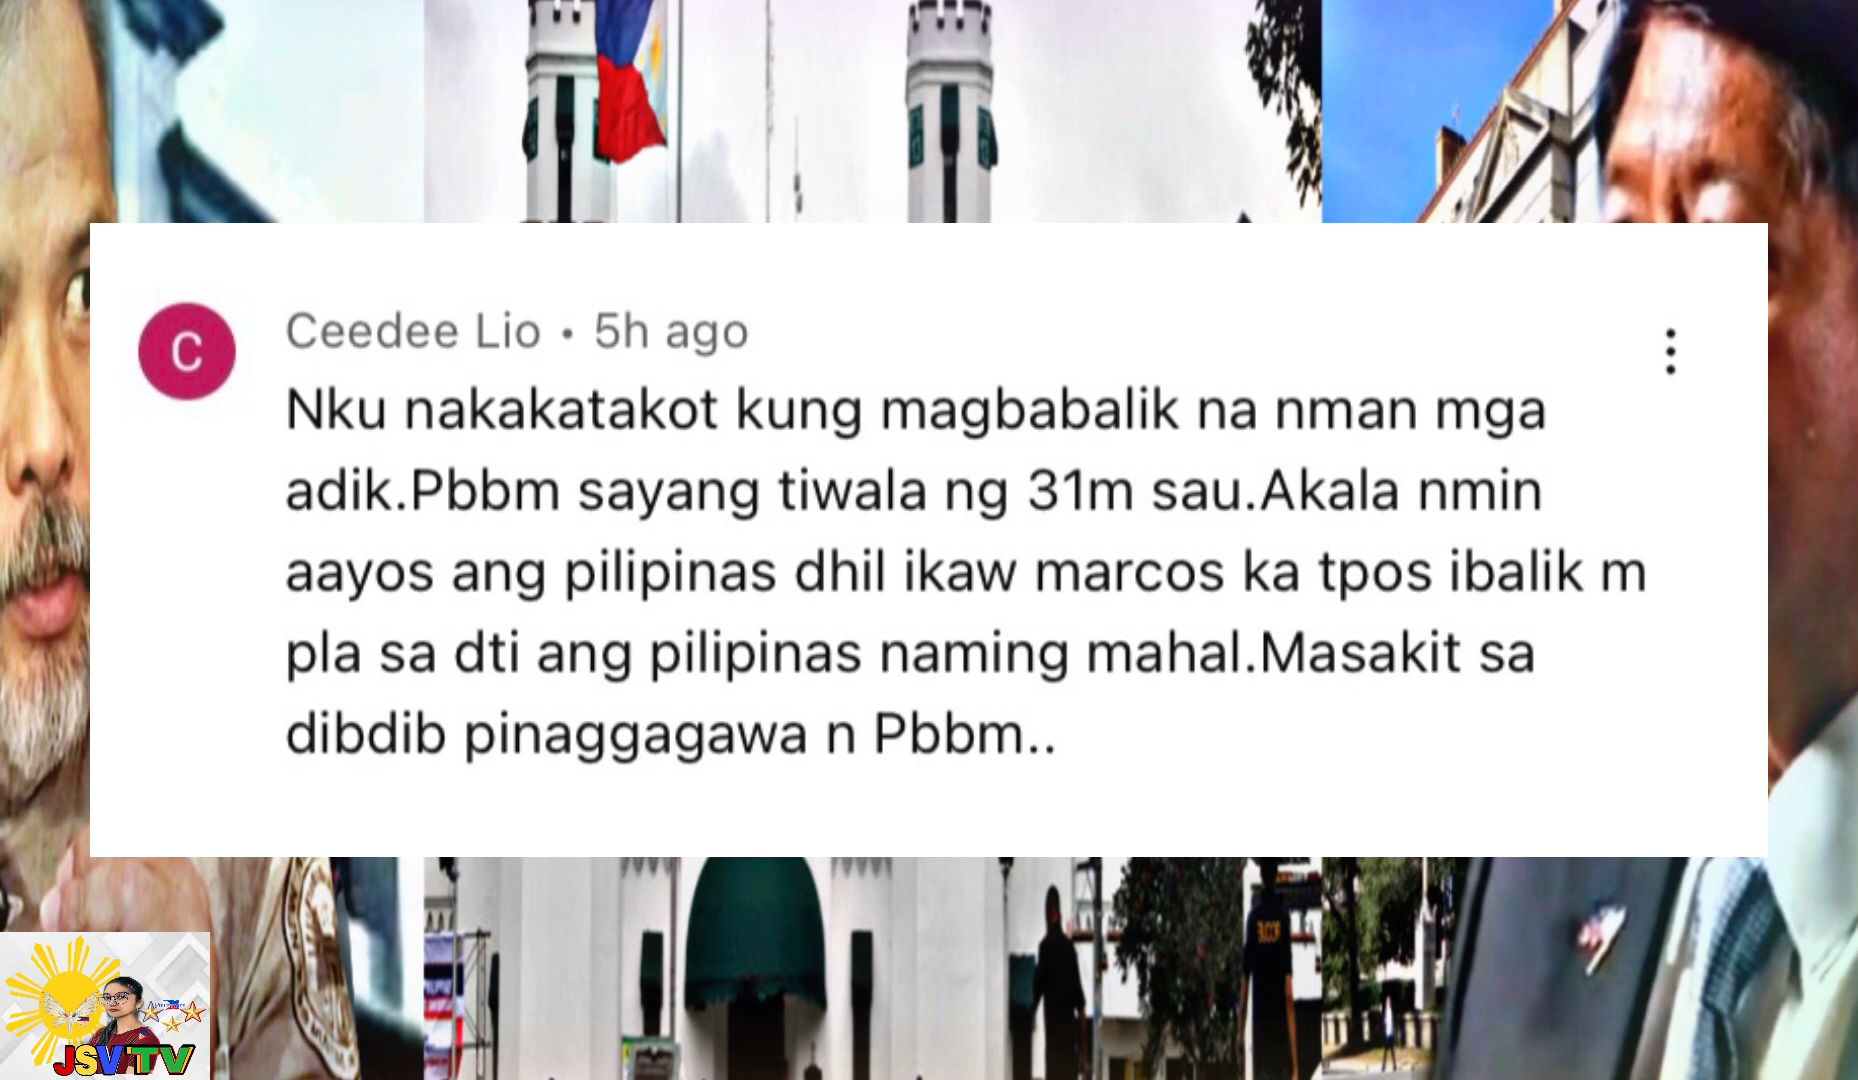 C
Ceedee Lio • 5h ago
Nku nakakatakot kung magbabalik na nman mga
adik.Pbbm sayang tiwala ng 31m sau.Akala nmin
aayos ang pilipinas dhil ikaw marcos ka tpos ibalik m
pla sa dti ang pilipinas naming mahal.Masakit sa
dibdib pinaggagawa n Pbbm..
JSV TV